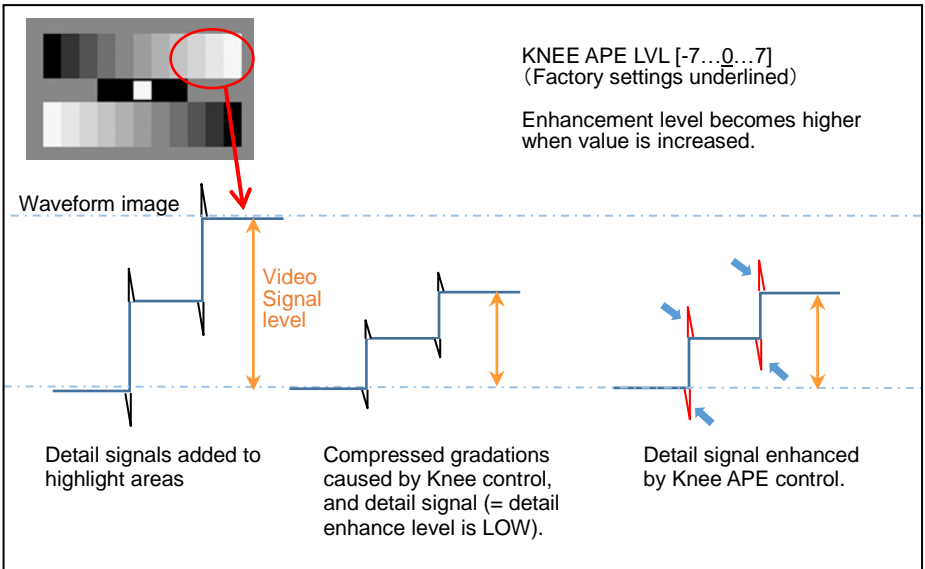 KNEE APE LVL [-7…0…7]
（Factory settings underlined）
Enhancement level becomes higher
when value is increased.
Waveform image
Video
Signal
level
Detail signals added to
highlight areas
Compressed gradations
caused by Knee control,
and detail signal (= detail
enhance level is LOW).
Detail signal enhanced
by Knee APE control.